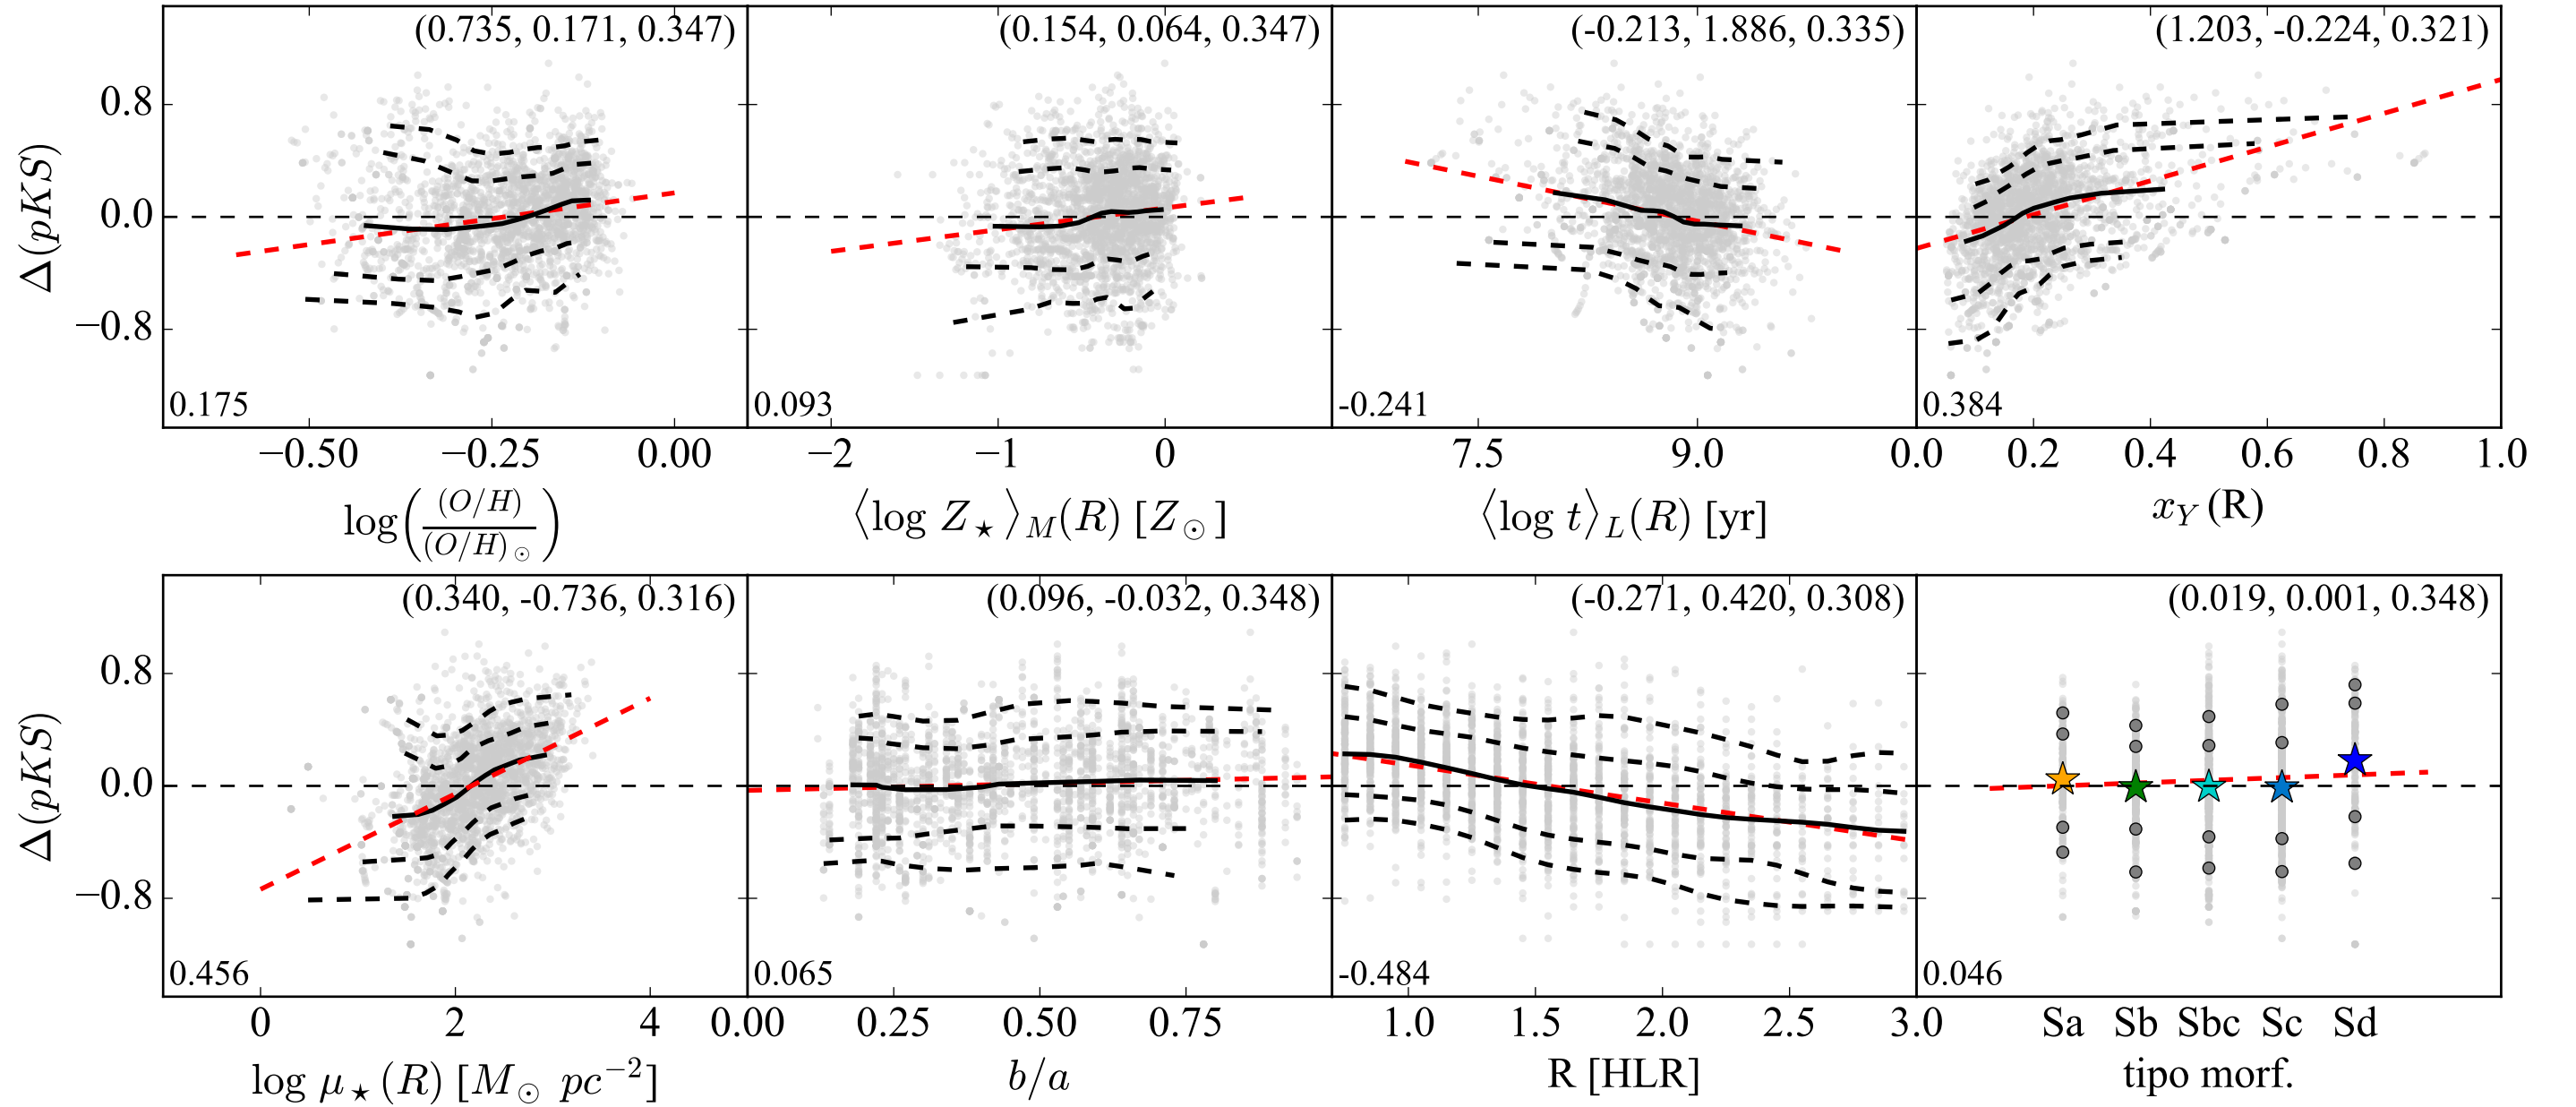 (0.735, 0.171, 0.347) (0.154, 0.064, 0.347) (-0.213, 1.886, 0.335) (1.203, -0.224, 0.321)
0.8
0.0
−0.8
Δ(pKS)
0.175 0.093 -0.241 0.384
−0.50 −0.25 0.00 −2 −1 0 7.5 9.0 0.0 0.2 0.4 0.6 0.8 1.0
log((O/H)/(O/H)⊙) ⟨log Z⋆⟩M(R) [Z⊙] ⟨log t⟩L(R) [yr] xY(R)
(0.340, -0.736, 0.316) (0.096, -0.032, 0.348) (-0.271, 0.420, 0.308) (0.019, 0.001, 0.348)
0.8
0.0
−0.8
Δ(pKS)
0.456 0.065 -0.484 0.046
0 2 4 0.00 0.25 0.50 0.75 1.0 1.5 2.0 2.5 3.0 Sa Sb Sbc Sc Sd
log μ⋆(R) [M⊙ pc⁻²] b/a R [HLR] tipo morf.